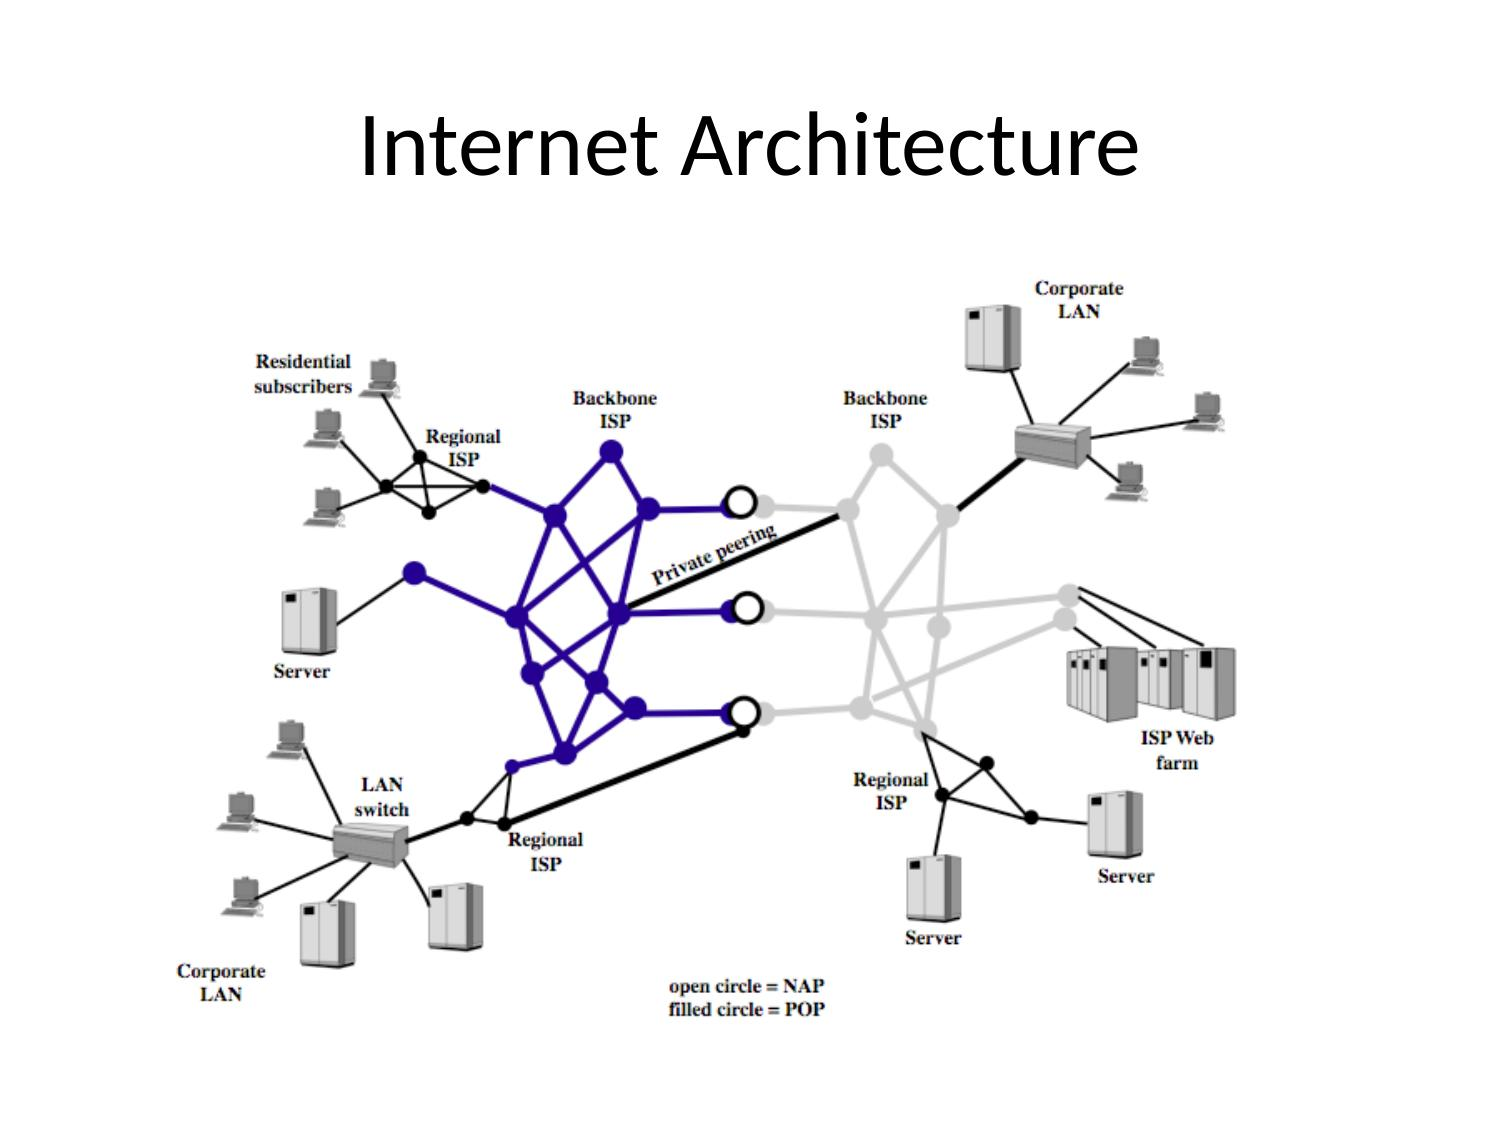 Internet Architecture
Corporate
LAN
Residential
subscribers
Backbone
ISP
Backbone
ISP
Regional
ISP
Private peering
Server
ISP Web
farm
LAN
switch
Regional
ISP
Regional
ISP
Server
Server
Corporate
LAN
open circle = NAP
filled circle = POP